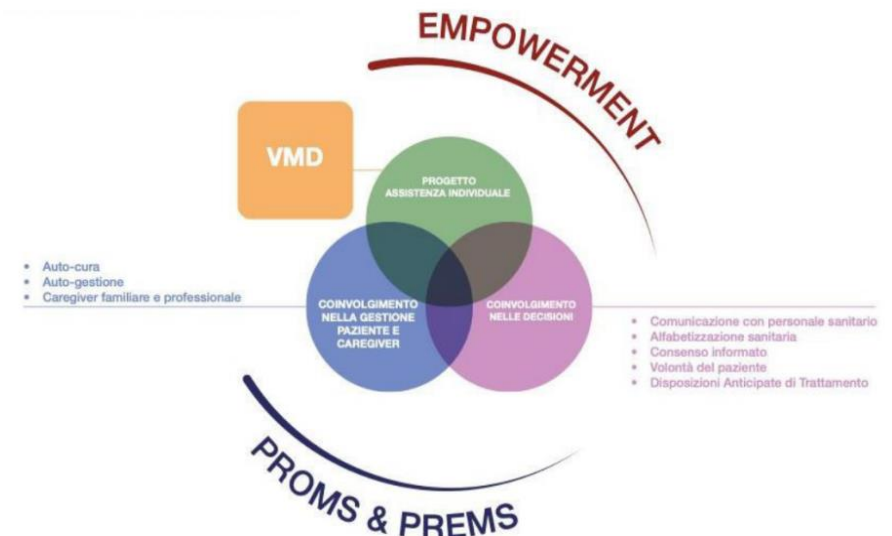 EMPOWERMENT
VMD
PROGETTO
ASSISTENZA INDIVIDUALE
• Auto-cura
• Auto-gestione
• Caregiver familiare e professionale
COINVOLGIMENTO
NELLA GESTIONE
PAZIENTE E
CAREGIVER
COINVOLGIMENTO
NELLE DECISIONI
• Comunicazione con personale sanitario
• Alfabetizzazione sanitaria
• Consenso informato
• Volontà del paziente
• Disposizioni Anticipate di Trattamento
PROMS & PREMS